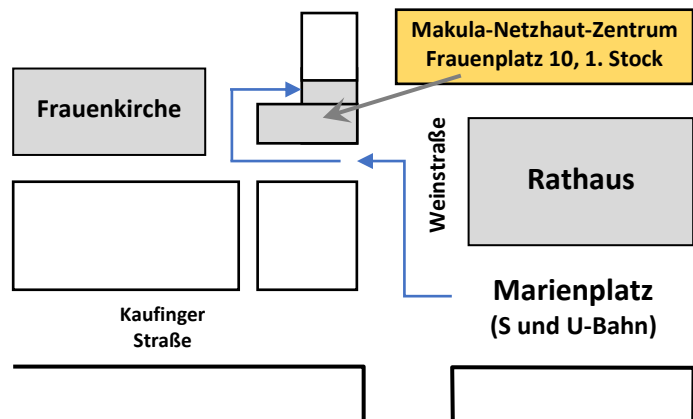 Makula-Netzhaut-Zentrum
Frauenplatz 10, 1. Stock
Frauenkirche
Weinstraße
Rathaus
Marienplatz
(S und U-Bahn)
Kaufinger
Straße